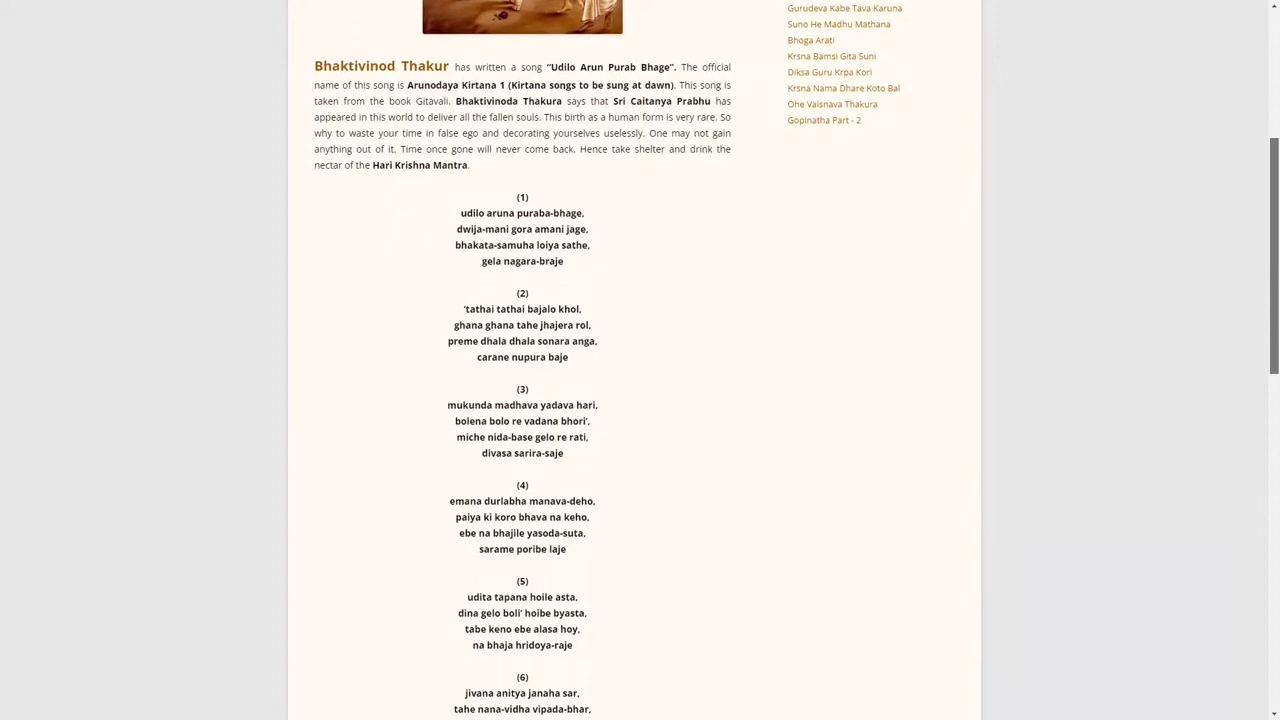 Bhaktivinod Thakur has written a song “Udilo Arun Purab Bhage”. The official
name of this song is Arunodaya Kirtana 1 (Kirtana songs to be sung at dawn). This song is
taken from the book Gitavali. Bhaktivinoda Thakura says that Sri Caitanya Prabhu has
appeared in this world to deliver all the fallen souls. This birth as a human form is very rare. So
why to waste your time in false ego and decorating yourselves uselessly. One may not gain
anything out of it. Time once gone will never come back. Hence take shelter and drink the
nectar of the Hari Krishna Mantra.
(1)
udilo aruna puraba-bhage,
dwija-mani gora amani jage,
bhakata-samuha loiya sathe,
gela nagara-braje
(2)
‘tathai tathai bajalo khol,
ghana ghana tahe jhajera rol,
preme dhala dhala sonara anga,
carane nupura baje
(3)
mukunda madhava yadava hari,
bolena bolo re vadana bhori’,
miche nida-base gelo re rati,
divasa sarira-saje
(4)
emana durlabha manava-deho,
paiya ki koro bhava na keho,
ebe na bhajile yasoda-suta,
sarame poribe laje
(5)
udita tapana hoile asta,
dina gelo boli’ hoibe byasta,
tabe keno ebe alasa hoy,
na bhaja hridoya-raje
(6)
jivana anitya janaha sar,
tahe nana-vidha vipada-bhar,
Gurudeva Kabe Tava Karuna
Suno He Madhu Mathana
Bhoga Arati
Krsna Bamsi Gita Suni
Diksa Guru Krpa Kori
Krsna Nama Dhare Koto Bal
Ohe Vaisnava Thakura
Gopinatha Part - 2